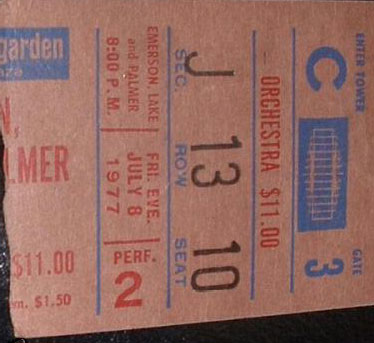 garden
N,
LMER
$11.00
m. $1.50
EMERSON, LAKE
and PALMER
8:00 P.M.
FRI. EVE.
JULY 8
1977
PERF.
2
SEC. J
ROW 13
SEAT 10
ORCHESTRA $11.00
ENTER TOWER
C
GATE
3